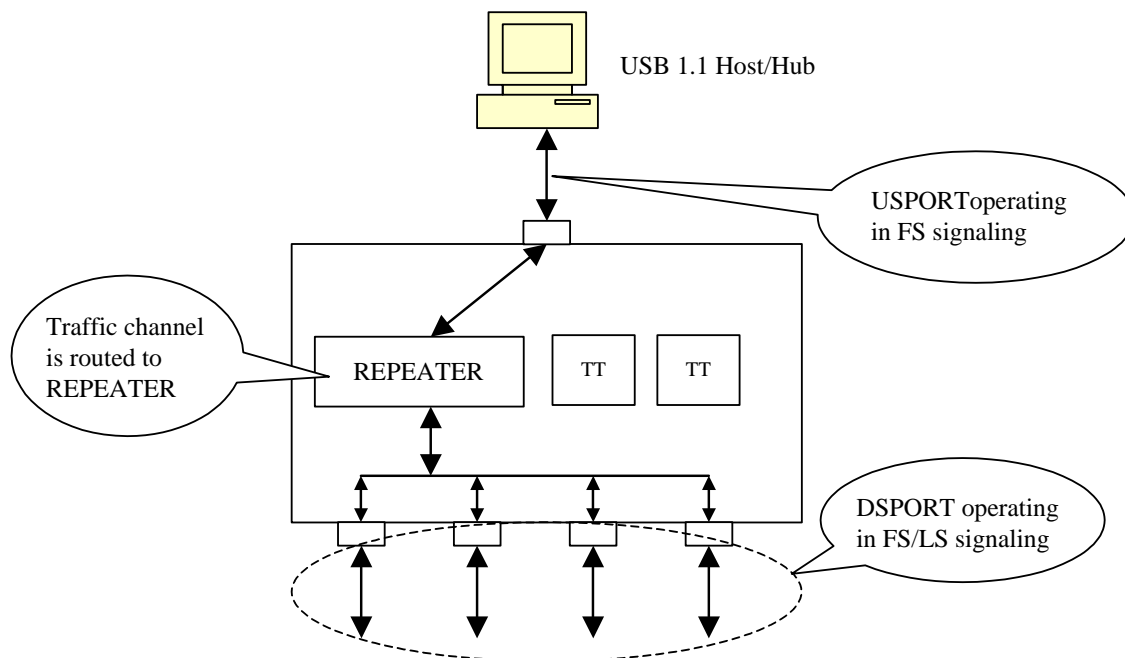 USB 1.1 Host/Hub
USPORToperating
in FS signaling
Traffic channel
is routed to
REPEATER
REPEATER
TT
TT
DSPORT operating
in FS/LS signaling